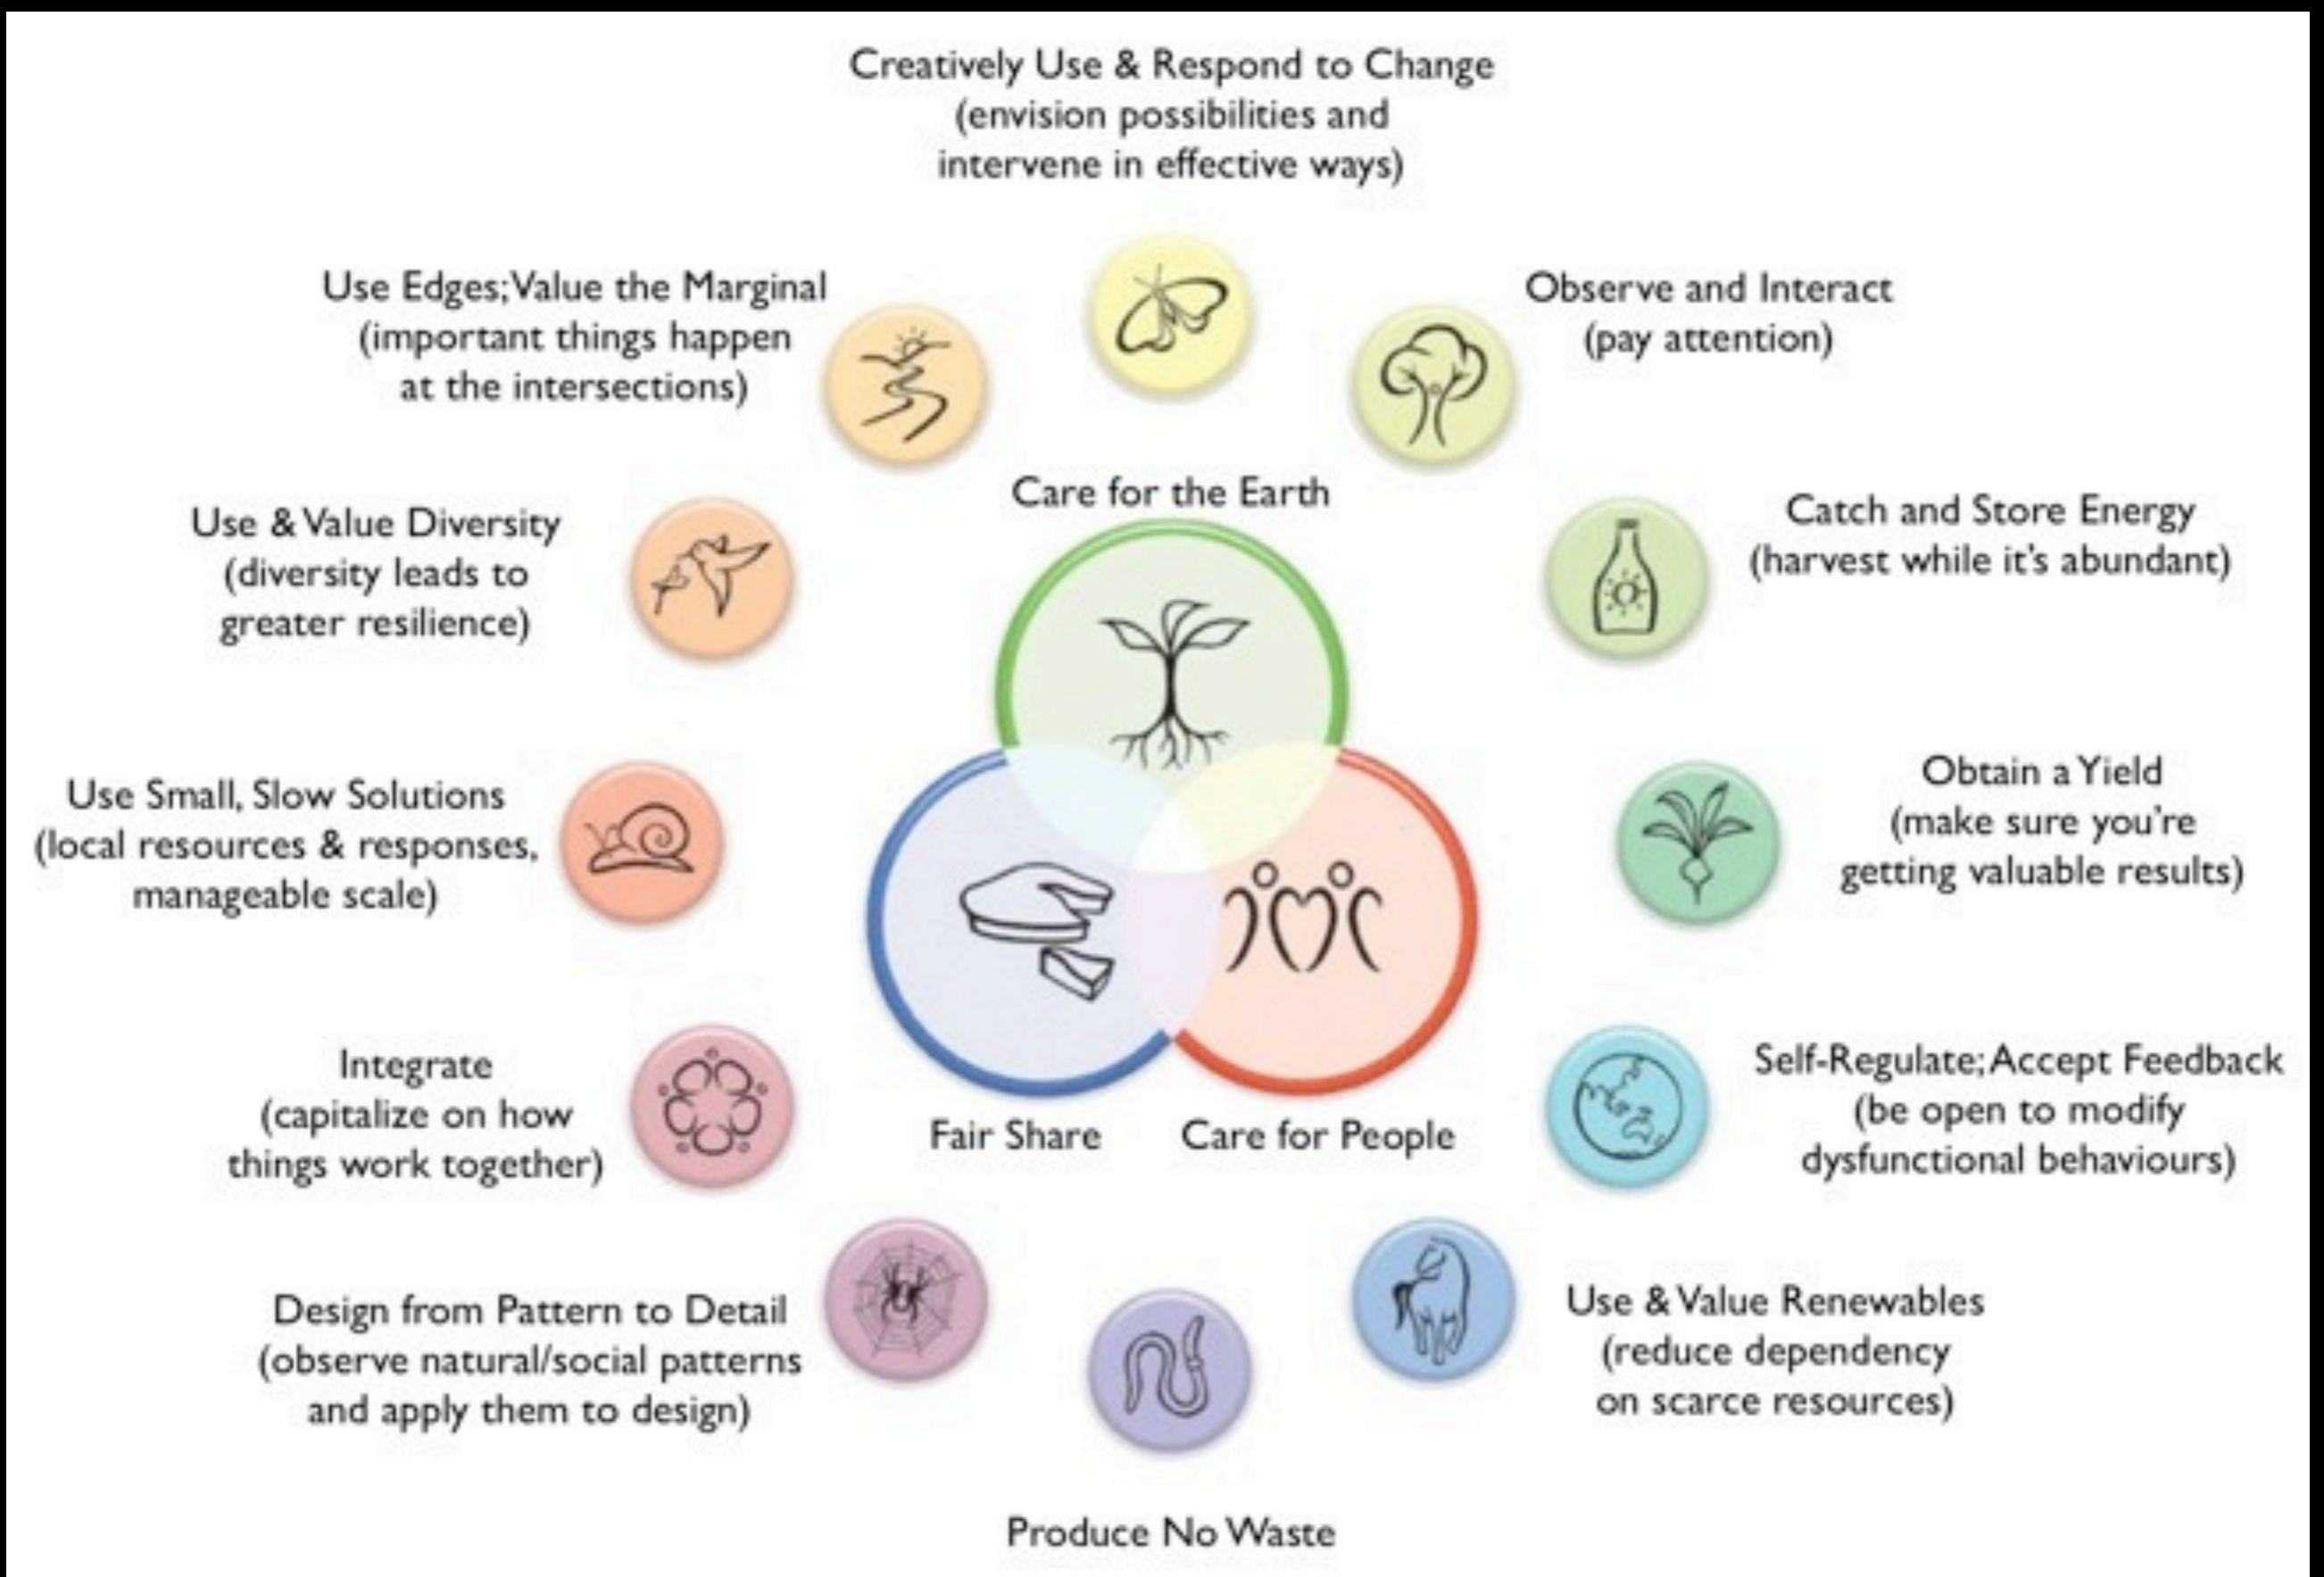 Creatively Use & Respond to Change
(envision possibilities and
intervene in effective ways)
Use Edges; Value the Marginal
(important things happen
at the intersections)
Observe and Interact
(pay attention)
Care for the Earth
Use & Value Diversity
(diversity leads to
greater resilience)
Catch and Store Energy
(harvest while it's abundant)
Use Small, Slow Solutions
(local resources & responses,
manageable scale)
Obtain a Yield
(make sure you're
getting valuable results)
Integrate
(capitalize on how
things work together)
Fair Share
Care for People
Self-Regulate; Accept Feedback
(be open to modify
dysfunctional behaviours)
Design from Pattern to Detail
(observe natural/social patterns
and apply them to design)
Use & Value Renewables
(reduce dependency
on scarce resources)
Produce No Waste